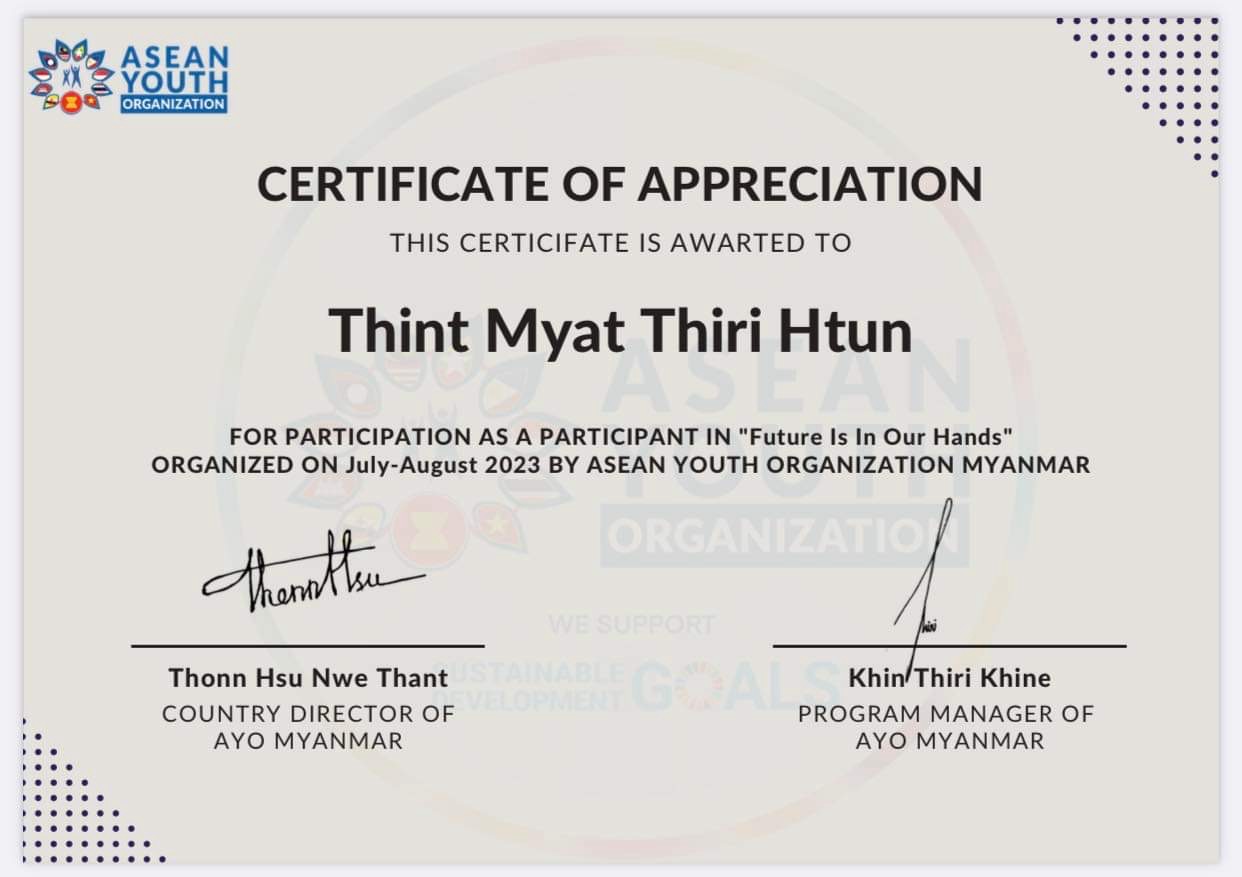 ASEAN
YOUTH
ORGANIZATION
CERTIFICATE OF APPRECIATION
THIS CERTICIFATE IS AWARTED TO
Thint Myat Thiri Htun
ASEAN
YOUTH
ORGANIZATION
FOR PARTICIPATION AS A PARTICIPANT IN "Future Is In Our Hands"
ORGANIZED ON July-August 2023 BY ASEAN YOUTH ORGANIZATION MYANMAR
Thonn Hsu
Thiri
WE SUPPORT
SUSTAINABLE
DEVELOPMENT
GOALS
Thonn Hsu Nwe Thant
Khin Thiri Khine
COUNTRY DIRECTOR OF
AYO MYANMAR
PROGRAM MANAGER OF
AYO MYANMAR